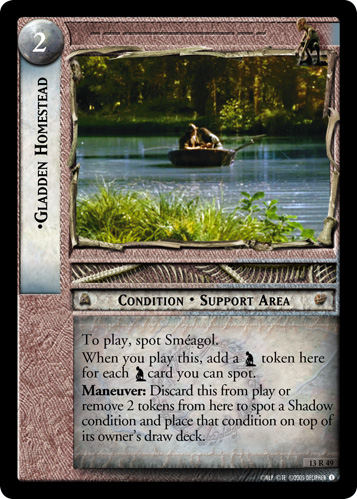 2
•Gladden Homestead
Condition • Support Area
To play, spot Sméagol.
When you play this, add a token here
for each card you can spot.
Maneuver: Discard this from play or
remove 2 tokens from here to spot a Shadow
condition and place that condition on top of
its owner's draw deck.
13 R 49